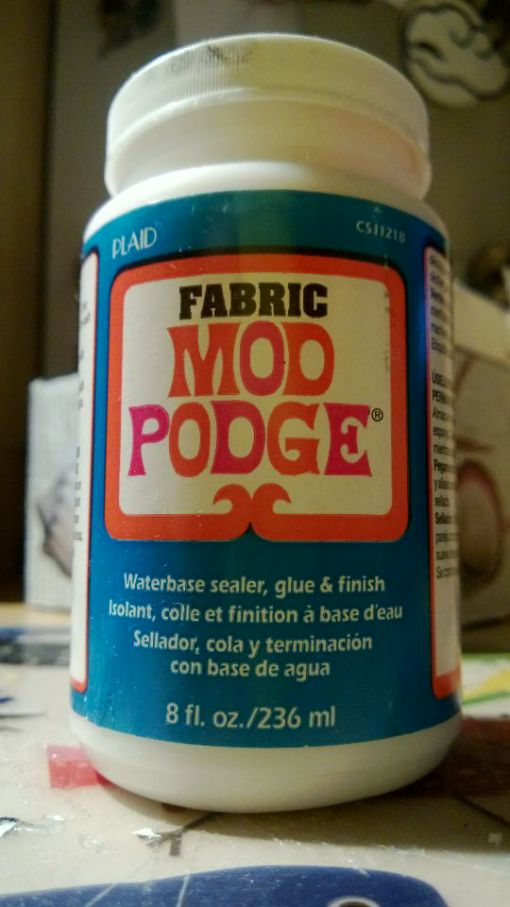 PLAID
CS11218
FABRIC
MOD
PODGE®
Waterbase sealer, glue & finish
Isolant, colle et finition à base d'eau
Sellador, cola y terminación
con base de agua
8 fl. oz./236 ml